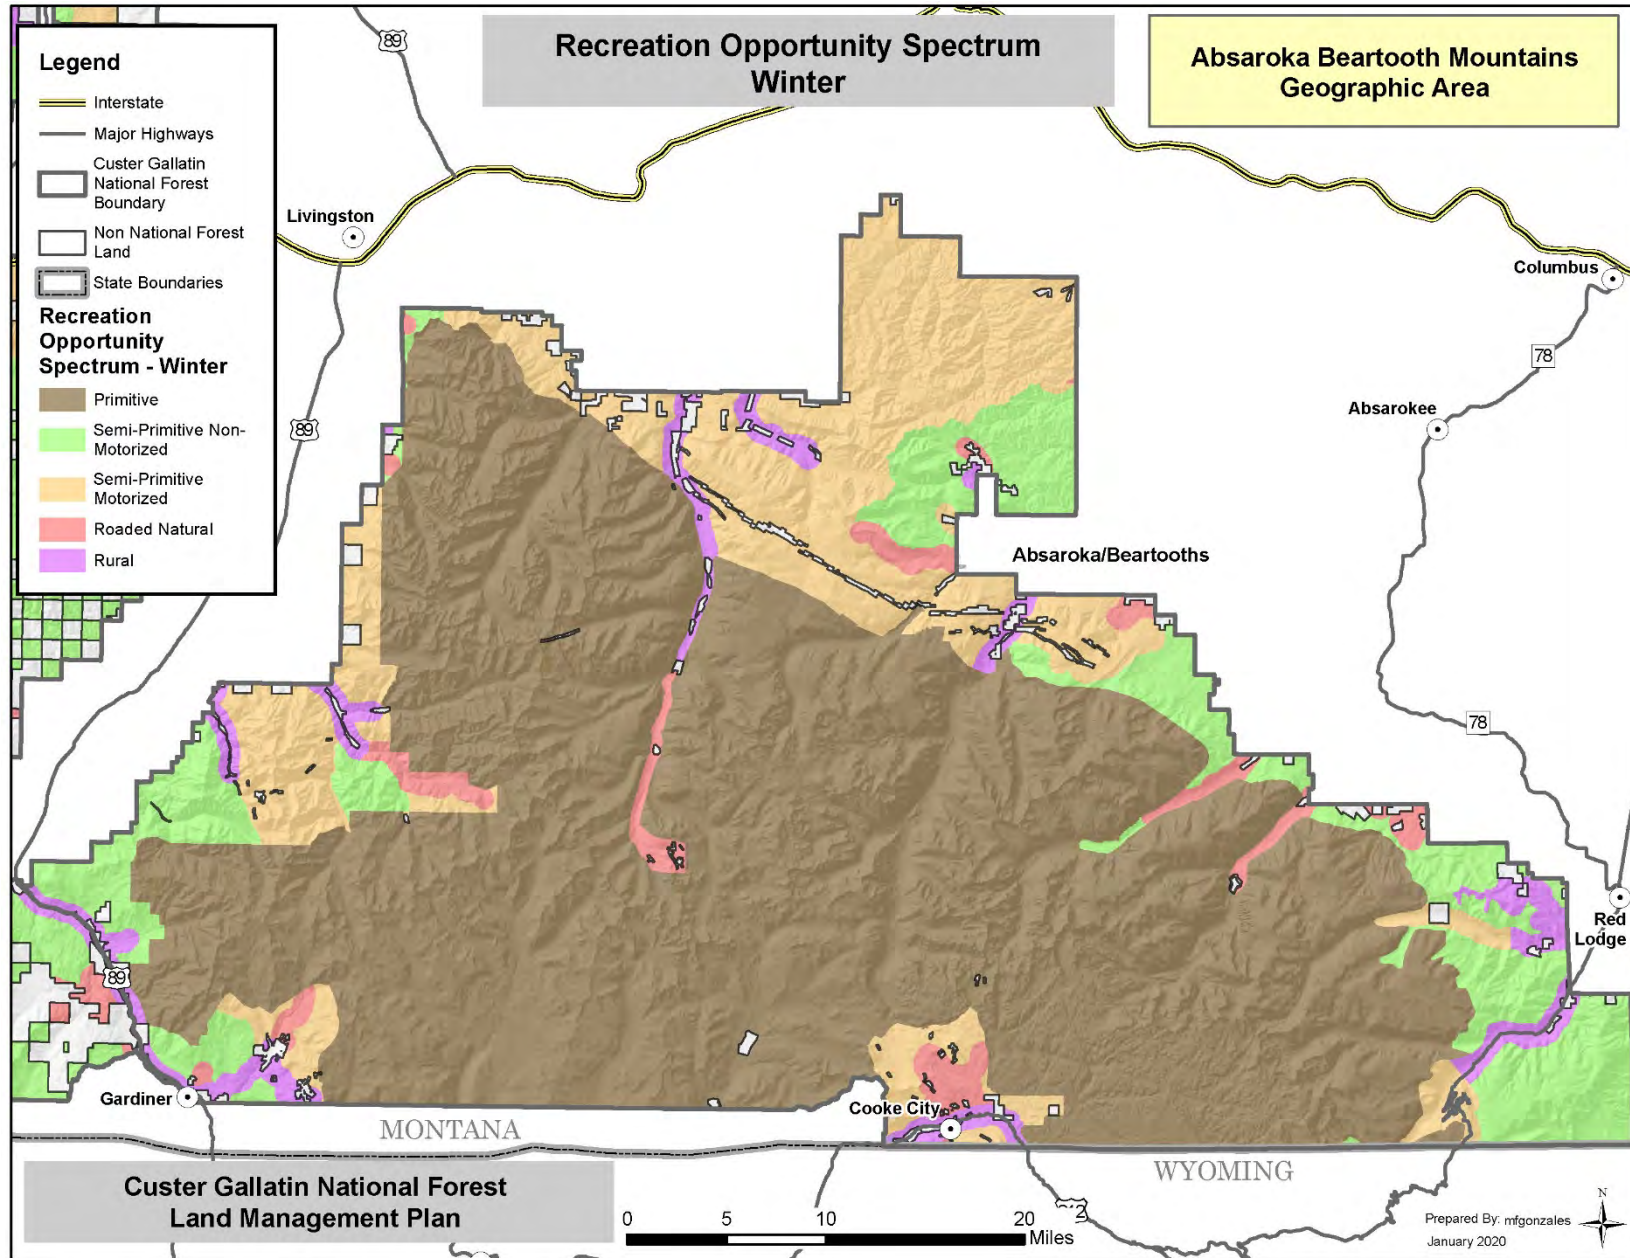 Recreation Opportunity Spectrum
Winter
Absaroka Beartooth Mountains
Geographic Area
Legend
Interstate
Major Highways
Custer Gallatin
National Forest
Boundary
Non National Forest
Land
State Boundaries
Recreation
Opportunity
Spectrum - Winter
Primitive
Semi-Primitive Non-
Motorized
Semi-Primitive
Motorized
Roaded Natural
Rural
89
Livingston
Columbus
78
Absarokee
89
Absaroka/Beartooths
78
Red
Lodge
89
Gardiner
Cooke City
MONTANA
WYOMING
Custer Gallatin National Forest
Land Management Plan
0 5 10 20
Miles
N
Prepared By: mfgonzales
January 2020